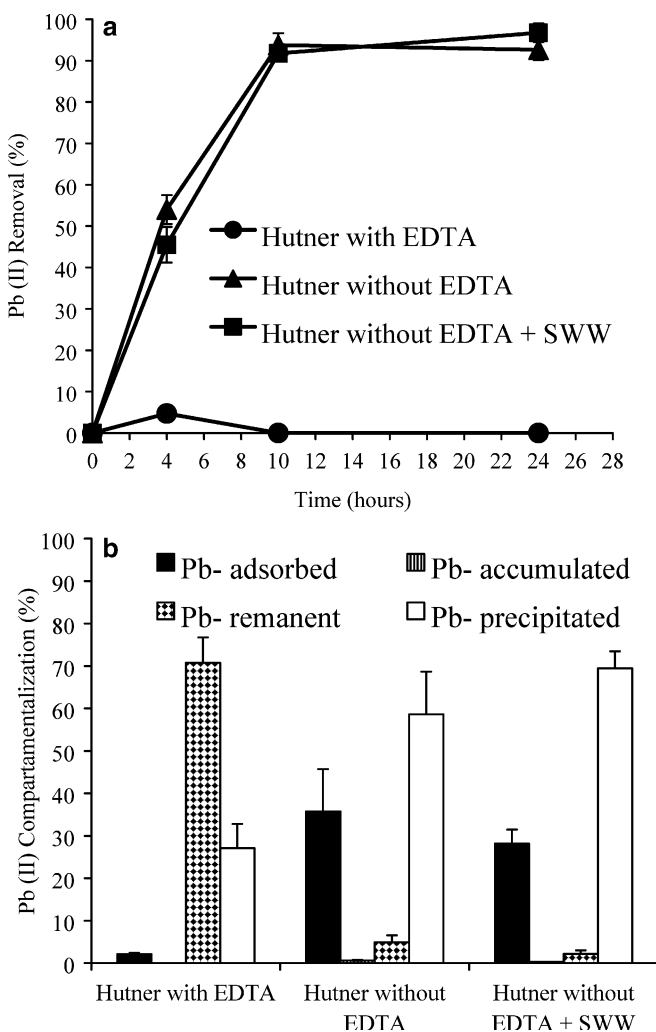 a
100
90
80
70
60
50
40
30
20
10
0
Pb (II) Removal (%)
Hutner with EDTA
Hutner without EDTA
Hutner without EDTA + SWW
0 2 4 6 8 10 12 14 16 18 20 22 24 26 28
Time (hours)
b
100
90
80
70
60
50
40
30
20
10
0
Pb (II) Compartamentalization (%)
Pb- adsorbed Pb- accumulated
Pb- remanent Pb- precipitated
Hutner with EDTA Hutner without Hutner without
EDTA EDTA + SWW